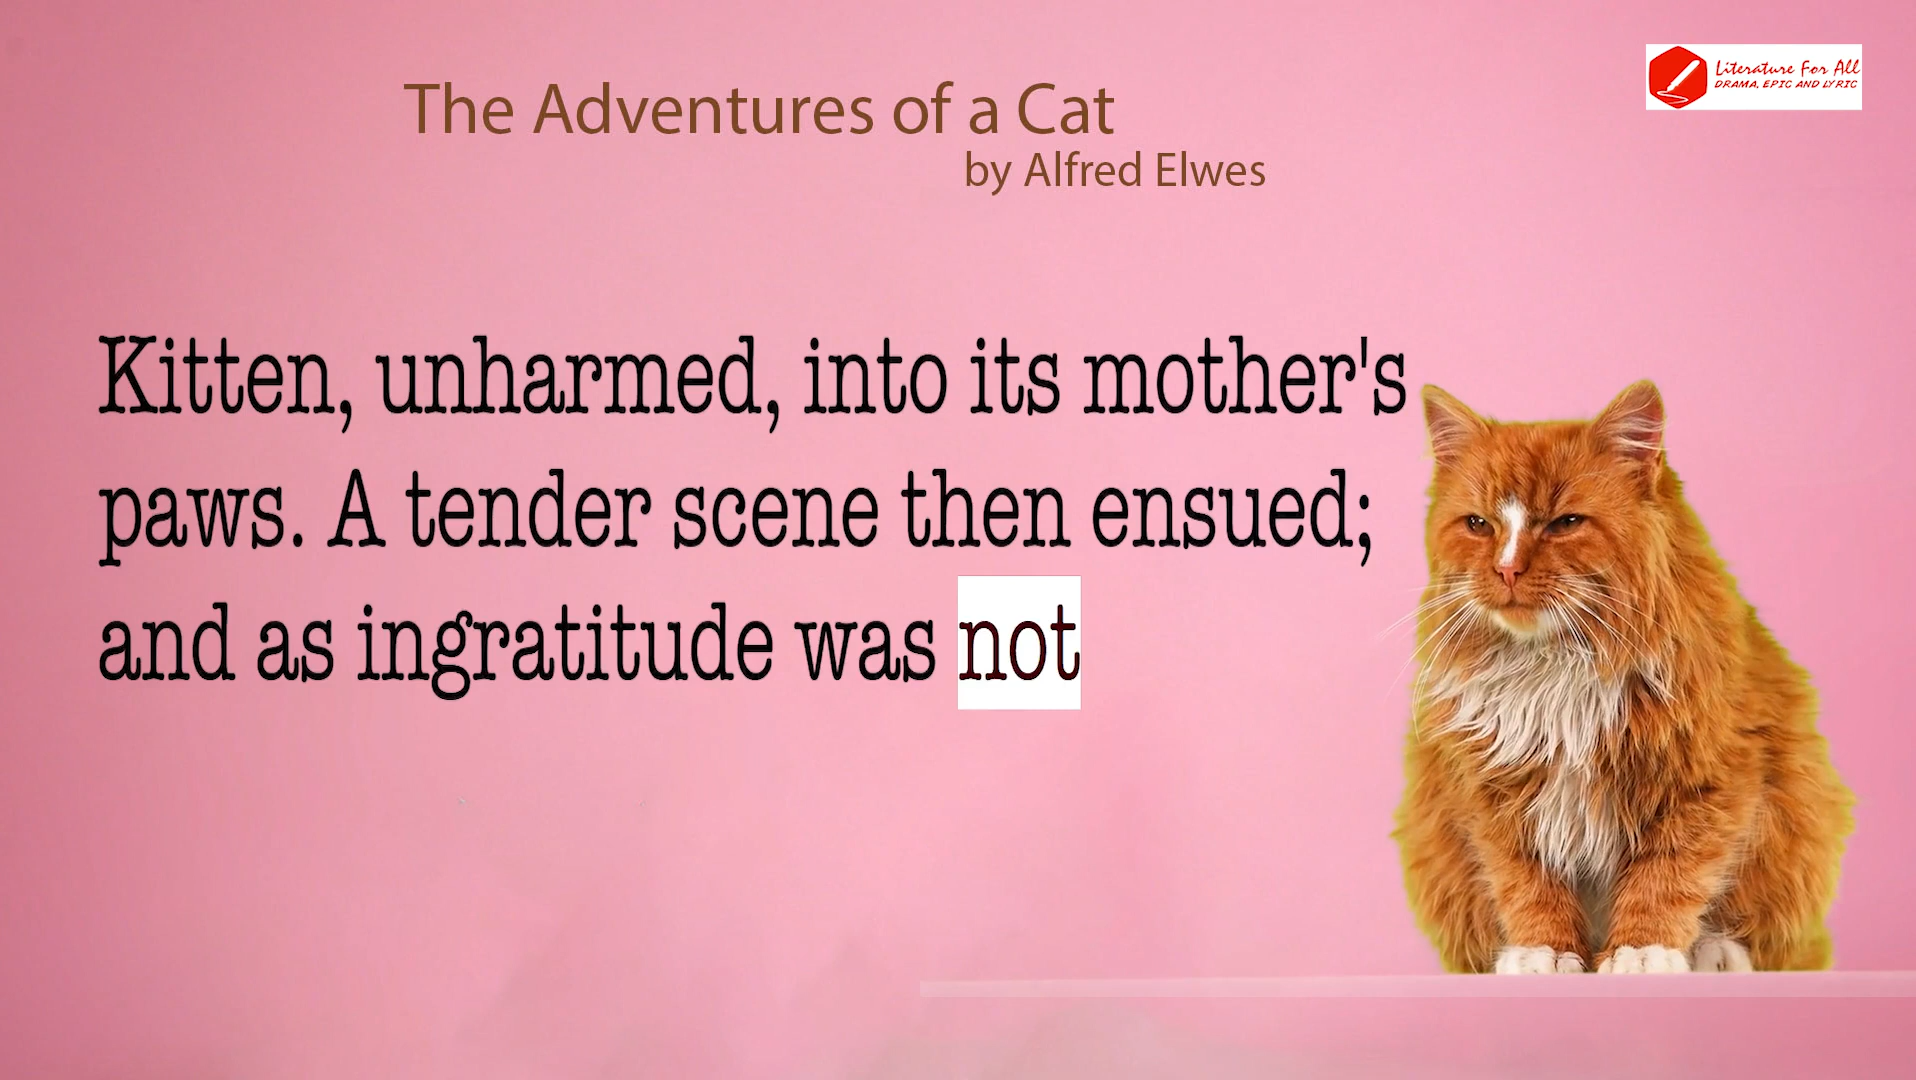 The Adventures of a Cat
by Alfred Elwes
Literature For All
DRAMA, EPIC AND LYRIC
Kitten, unharmed, into its mother's
paws. A tender scene then ensued;
and as ingratitude was not